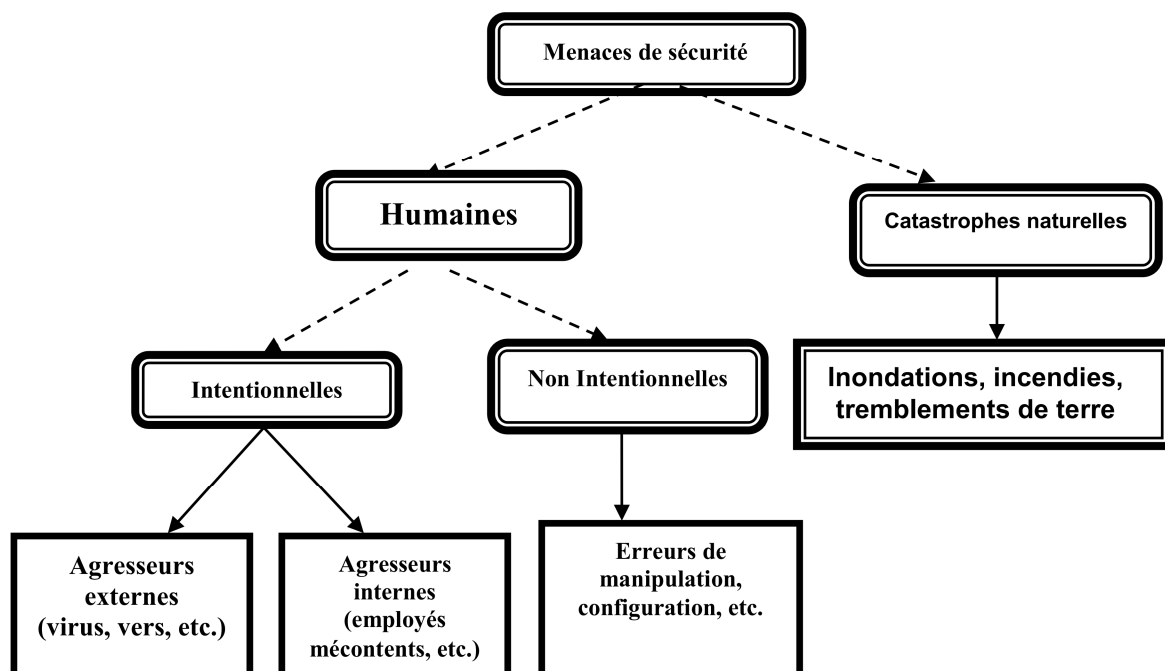 Menaces de sécurité
Humaines
Catastrophes naturelles
Intentionnelles
Non Intentionnelles
Inondations, incendies,
tremblements de terre
Agresseurs
externes
(virus, vers, etc.)
Agresseurs
internes
(employés
mécontents, etc.)
Erreurs de
manipulation,
configuration, etc.